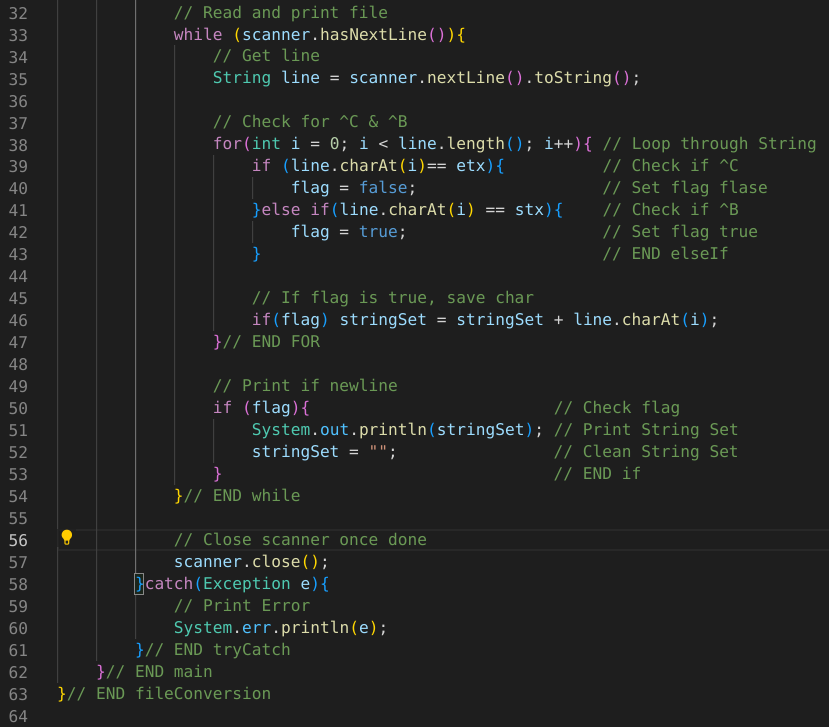 32 // Read and print file
33 while (scanner.hasNextLine()){
34 // Get line
35 String line = scanner.nextLine().toString();
36
37 // Check for ^C & ^B
38 for(int i = 0; i < line.length(); i++){ // Loop through String
39 if (line.charAt(i)== etx){ // Check if ^C
40 flag = false; // Set flag flase
41 }else if(line.charAt(i) == stx){ // Check if ^B
42 flag = true; // Set flag true
43 } // END elseIf
44
45 // If flag is true, save char
46 if(flag) stringSet = stringSet + line.charAt(i);
47 }// END FOR
48
49 // Print if newline
50 if (flag){ // Check flag
51 System.out.println(stringSet); // Print String Set
52 stringSet = ""; // Clean String Set
53 } // END if
54 }// END while
55
56 // Close scanner once done
57 scanner.close();
58 }catch(Exception e){
59 // Print Error
60 System.err.println(e);
61 }// END tryCatch
62 }// END main
63 }// END fileConversion
64